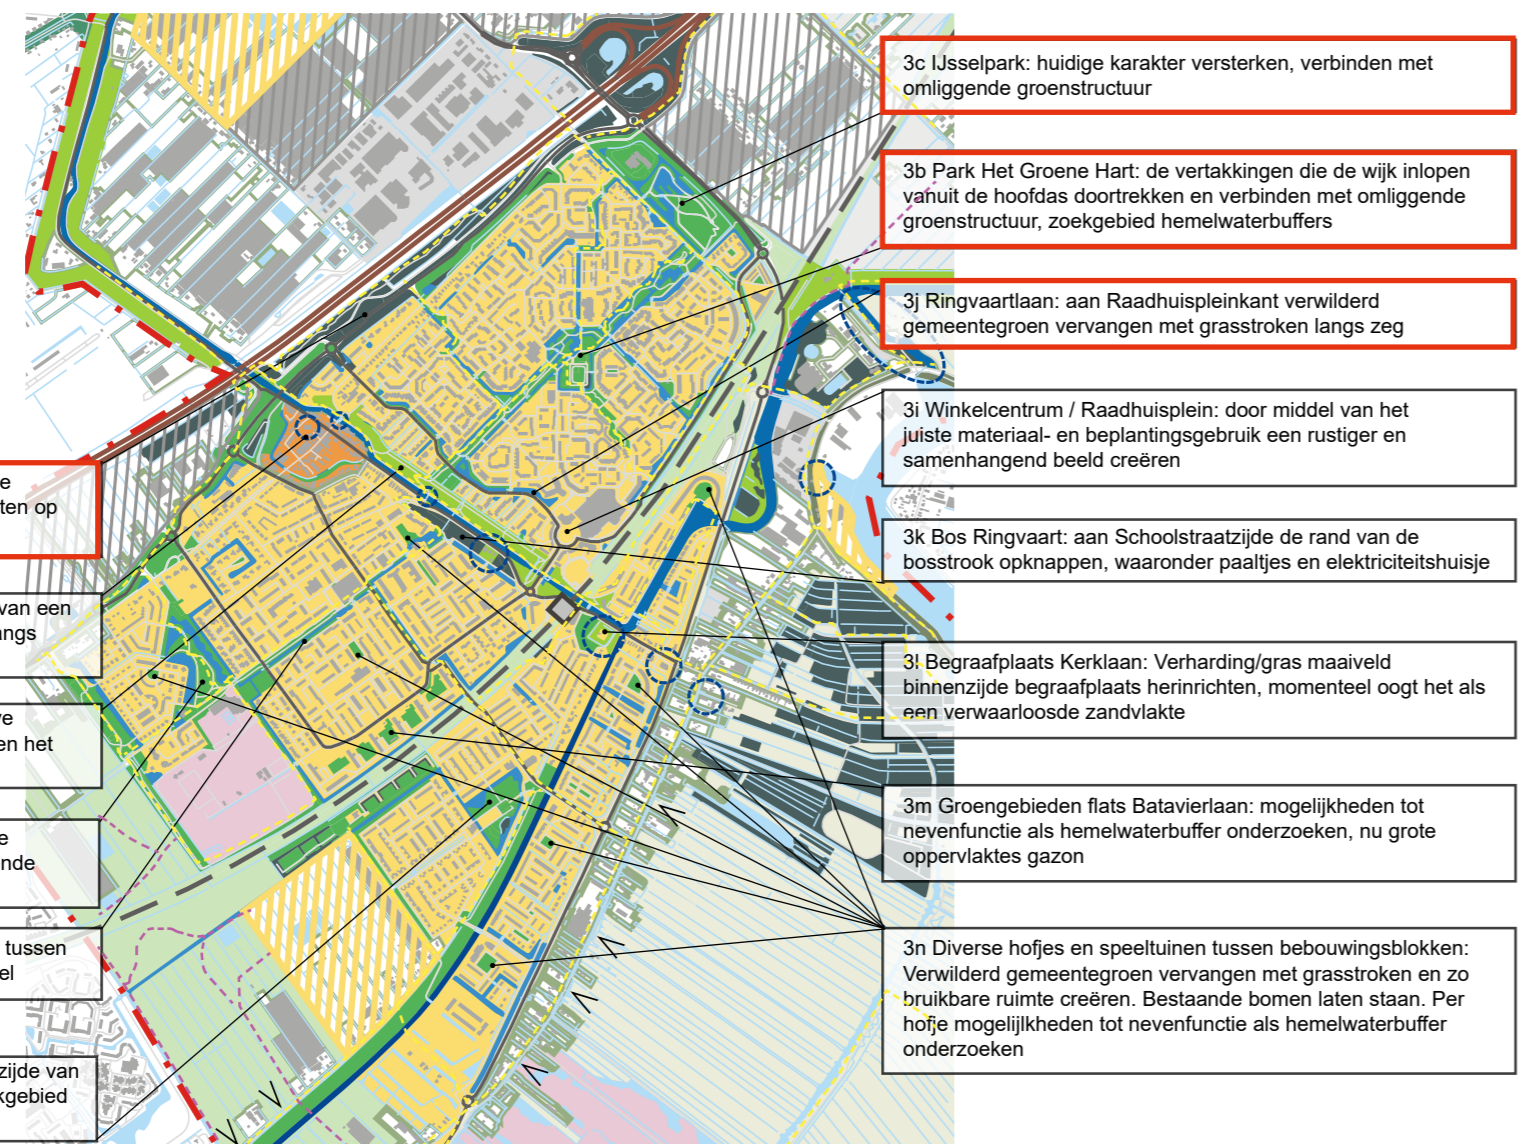 3c IJsselpark: huidige karakter versterken, verbinden met
omliggende groenstructuur
3b Park Het Groene Hart: de vertakkingen die de wijk inlopen
vanuit de hoofdas doortrekken en verbinden met omliggende
groenstructuur, zoekgebied hemelwaterbuffers
3j Ringvaartlaan: aan Raadhuispleinkant verwilderd
gemeentegroen vervangen met grasstroken langs zeg
3i Winkelcentrum / Raadhuisplein: door middel van het
juiste materiaal- en beplantingsgebruik een rustiger en
samenhangend beeld creëren
3k Bos Ringvaart: aan Schoolstraatzijde de rand van de
bosstrook opknappen, waaronder paaltjes en elektriciteitshuisje
3l Begraafplaats Kerklaan: Verharding/gras maaiveld
binnenzijde begraafplaats herinrichten, momenteel oogt het als
een verwaarloosde zandvlakte
3m Groengebieden flats Batavierlaan: mogelijkheden tot
nevenfunctie als hemelwaterbuffer onderzoeken, nu grote
oppervlaktes gazon
3n Diverse hofjes en speeltuinen tussen bebouwingsblokken:
Verwilderd gemeentegroen vervangen met grasstroken en zo
bruikbare ruimte creëren. Bestaande bomen laten staan. Per
hofje mogelijlkheden tot nevenfunctie als hemelwaterbuffer
onderzoeken
e
ten op
van een
angs
ve
en het
e
nde
tussen
el
zijde van
kgebied